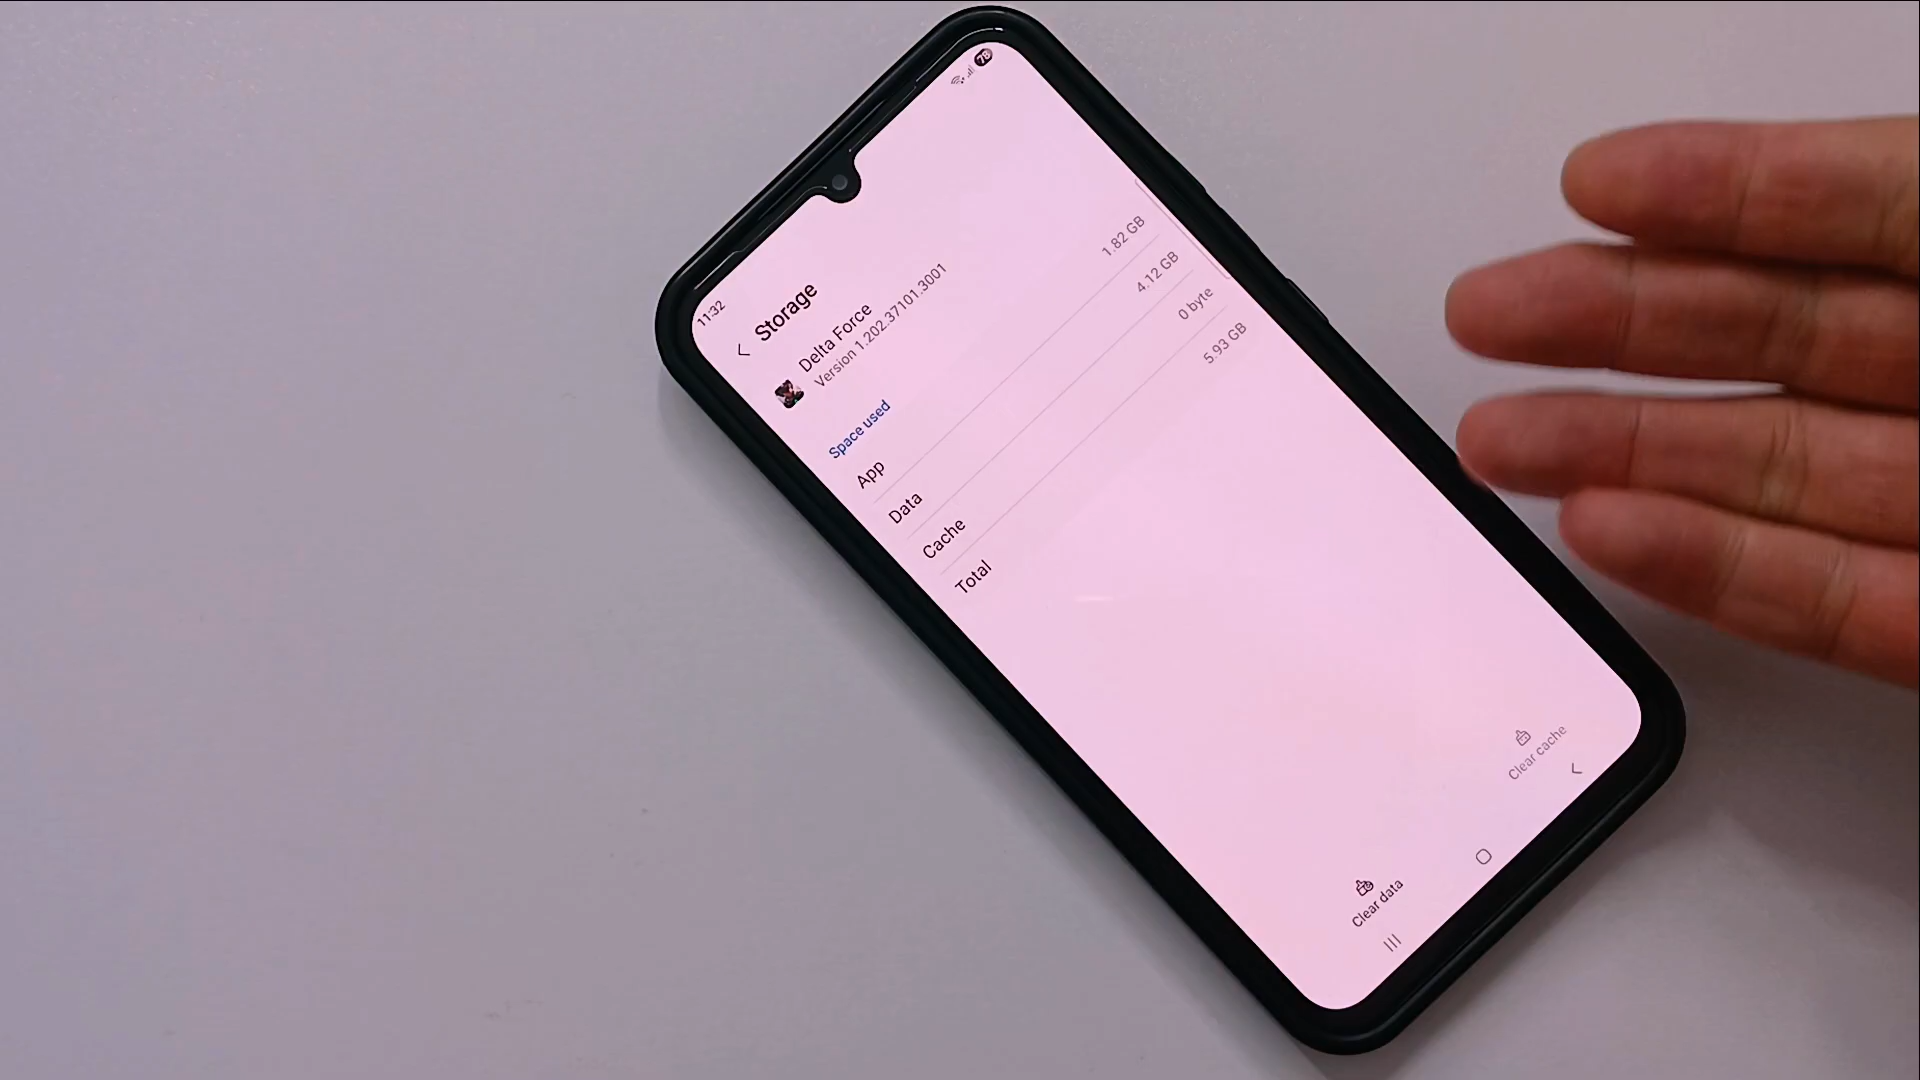 11:32
78
Storage
Delta Force
Version 1.202.37101.3001
Space used
App 1.82 GB
Data 4.12 GB
Cache 0 byte
Total 5.93 GB
Clear data
Clear cache